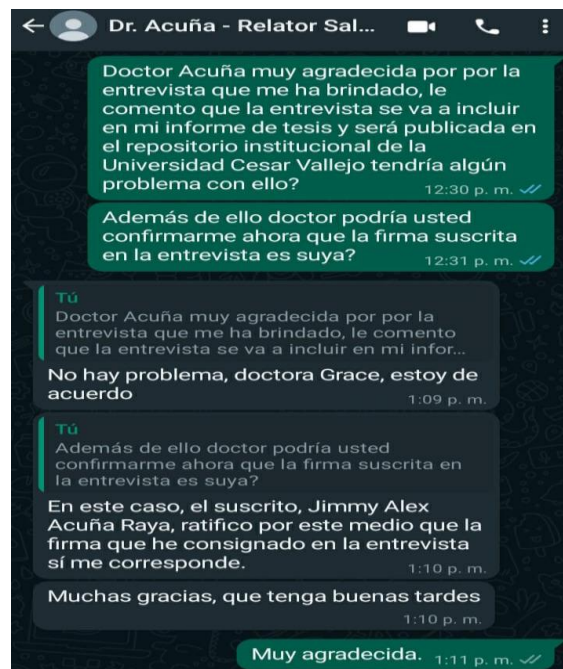 Dr. Acuña - Relator Sal...
Doctor Acuña muy agradecida por por la
entrevista que me ha brindado, le
comento que la entrevista se va a incluir
en mi informe de tesis y será publicada en
el repositorio institucional de la
Universidad Cesar Vallejo tendría algún
problema con ello?
12:30 p. m.
Además de ello doctor podría usted
confirmarme ahora que la firma suscrita
en la entrevista es suya?
12:31 p. m.
Tú
Doctor Acuña muy agradecida por por la
entrevista que me ha brindado, le comento
que la entrevista se va a incluir en mi infor...
No hay problema, doctora Grace, estoy de
acuerdo
1:09 p. m.
Tú
Además de ello doctor podría usted
confirmarme ahora que la firma suscrita en
la entrevista es suya?
En este caso, el suscrito, Jimmy Alex
Acuña Raya, ratifico por este medio que la
firma que he consignado en la entrevista
sí me corresponde.
1:10 p. m.
Muchas gracias, que tenga buenas tardes
1:10 p. m.
Muy agradecida. 1:11 p. m.